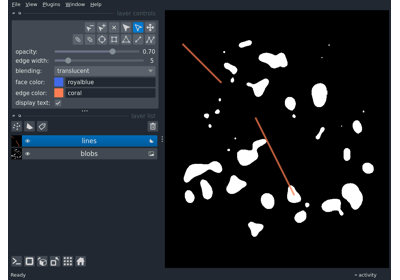 File View Plugins Window Help
layer controls
opacity: 0.70
edge width: 5
blending: translucent
face color: royalblue
edge color: coral
display text:
layer list
lines
blobs
Ready
activity